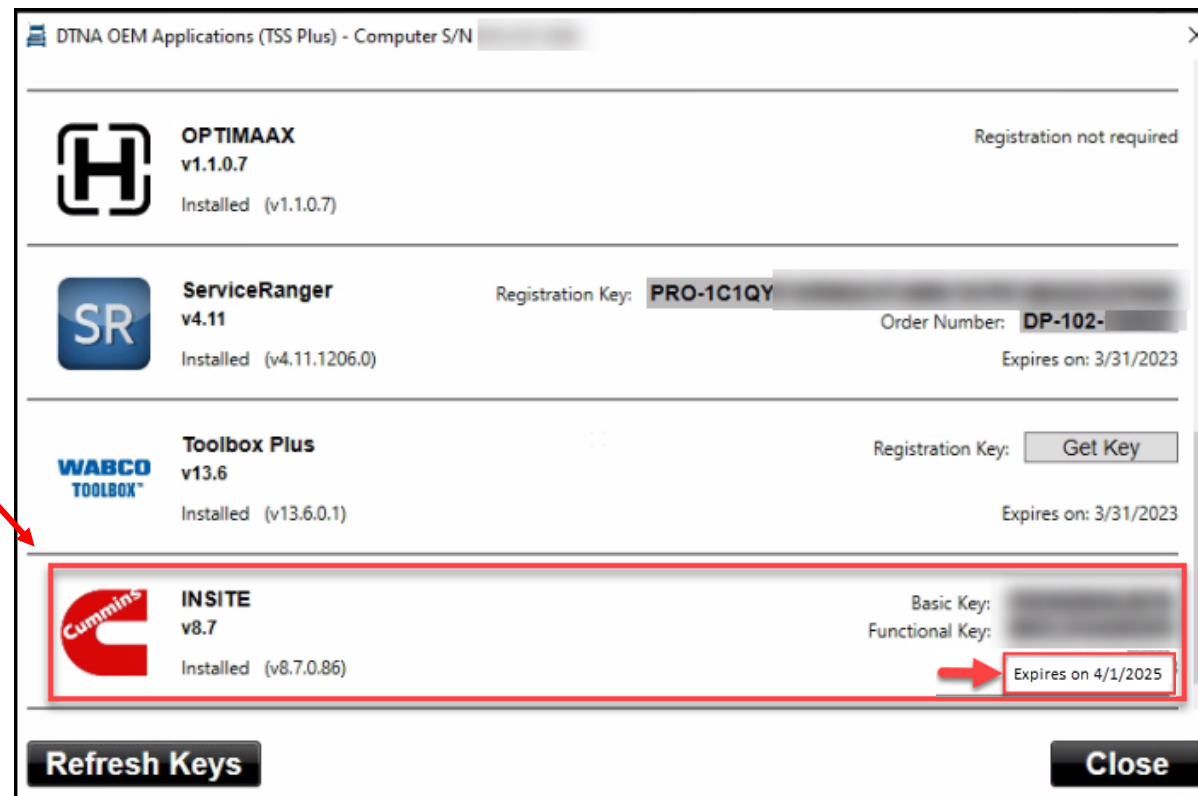 DTNA OEM Applications (TSS Plus) - Computer S/N
OPTIMAAX
Registration not required
v1.1.0.7
Installed (v1.1.0.7)
SR
ServiceRanger
Registration Key: PRO-1C1QY
v4.11
Order Number: DP-102-
Installed (v4.11.1206.0)
Expires on: 3/31/2023
WABCO
TOOLBOX™
Toolbox Plus
Registration Key: Get Key
v13.6
Installed (v13.6.0.1)
Expires on: 3/31/2023
Cummins
INSITE
Basic Key:
v8.7
Functional Key:
Installed (v8.7.0.86)
Expires on 4/1/2025
Refresh Keys
Close